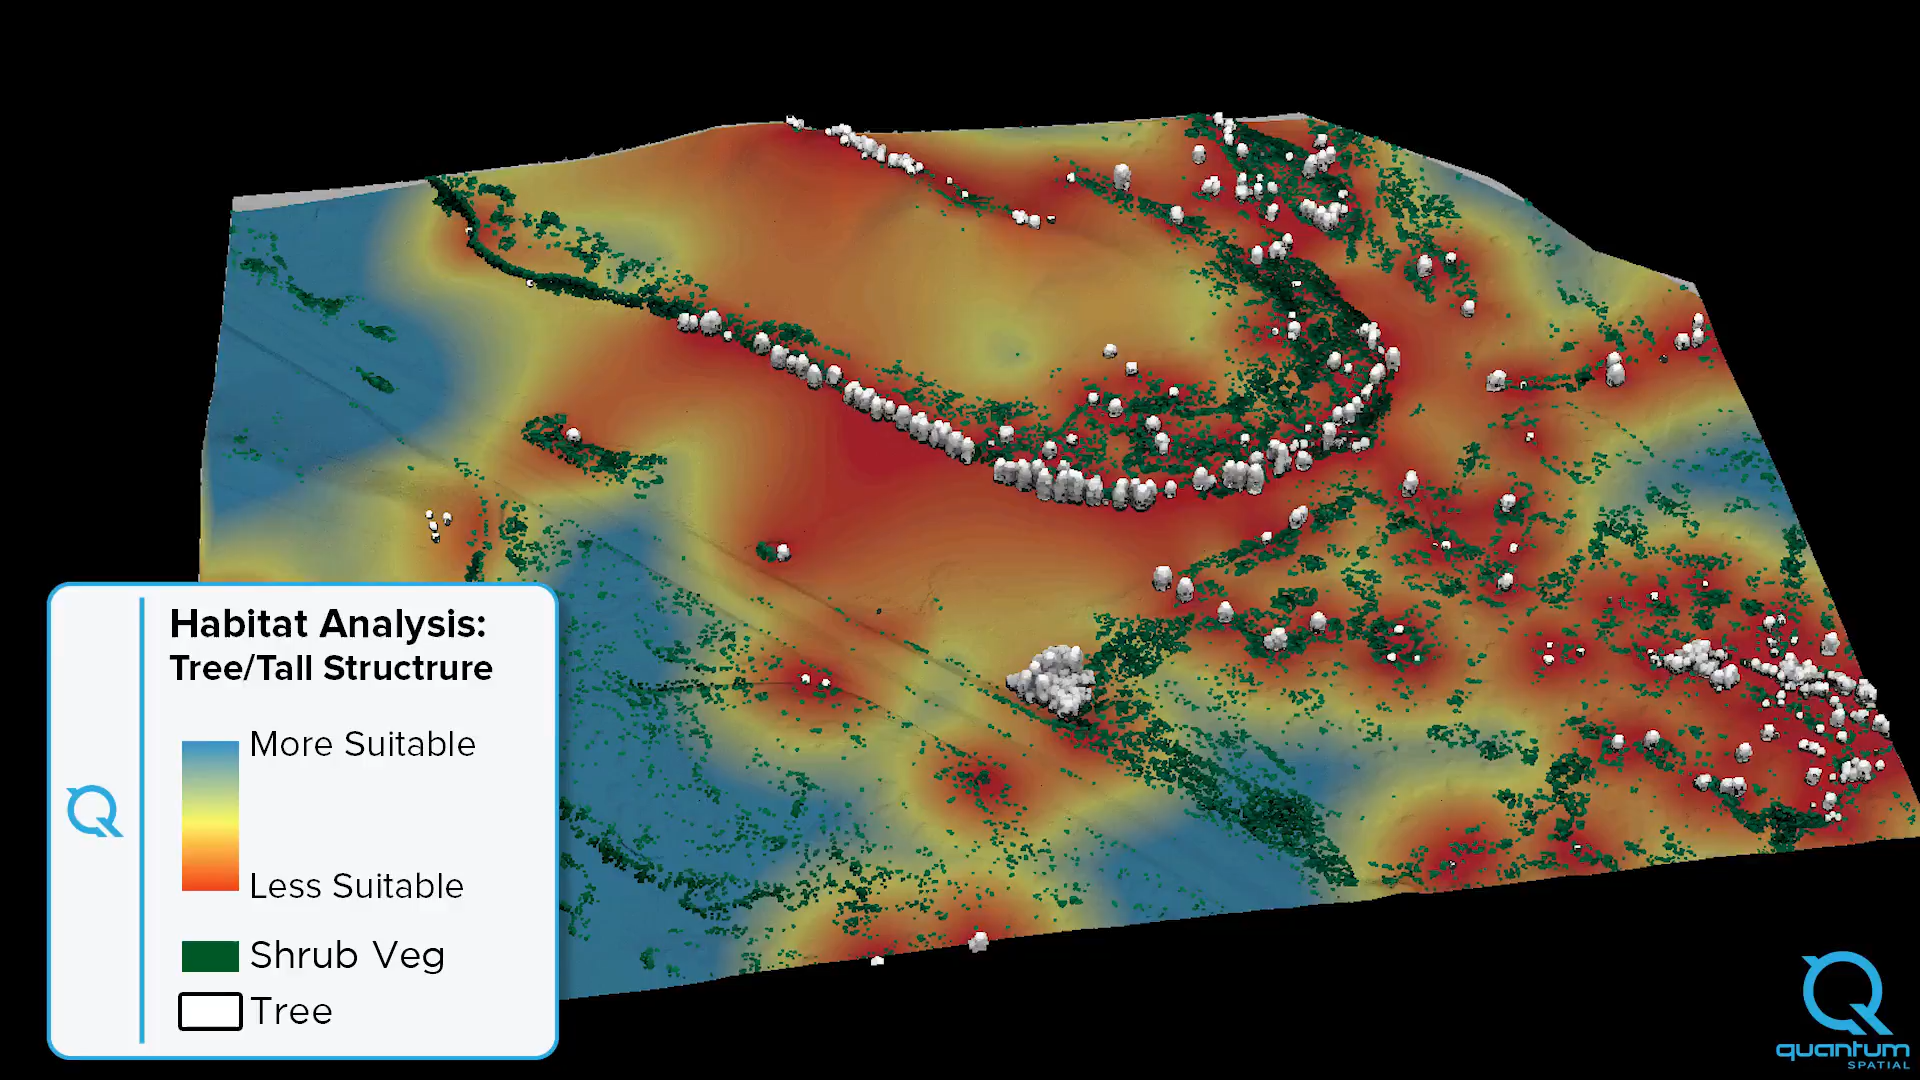 Habitat Analysis:
Tree/Tall Structrure
More Suitable
Less Suitable
Shrub Veg
Tree
quantum
SPATIAL